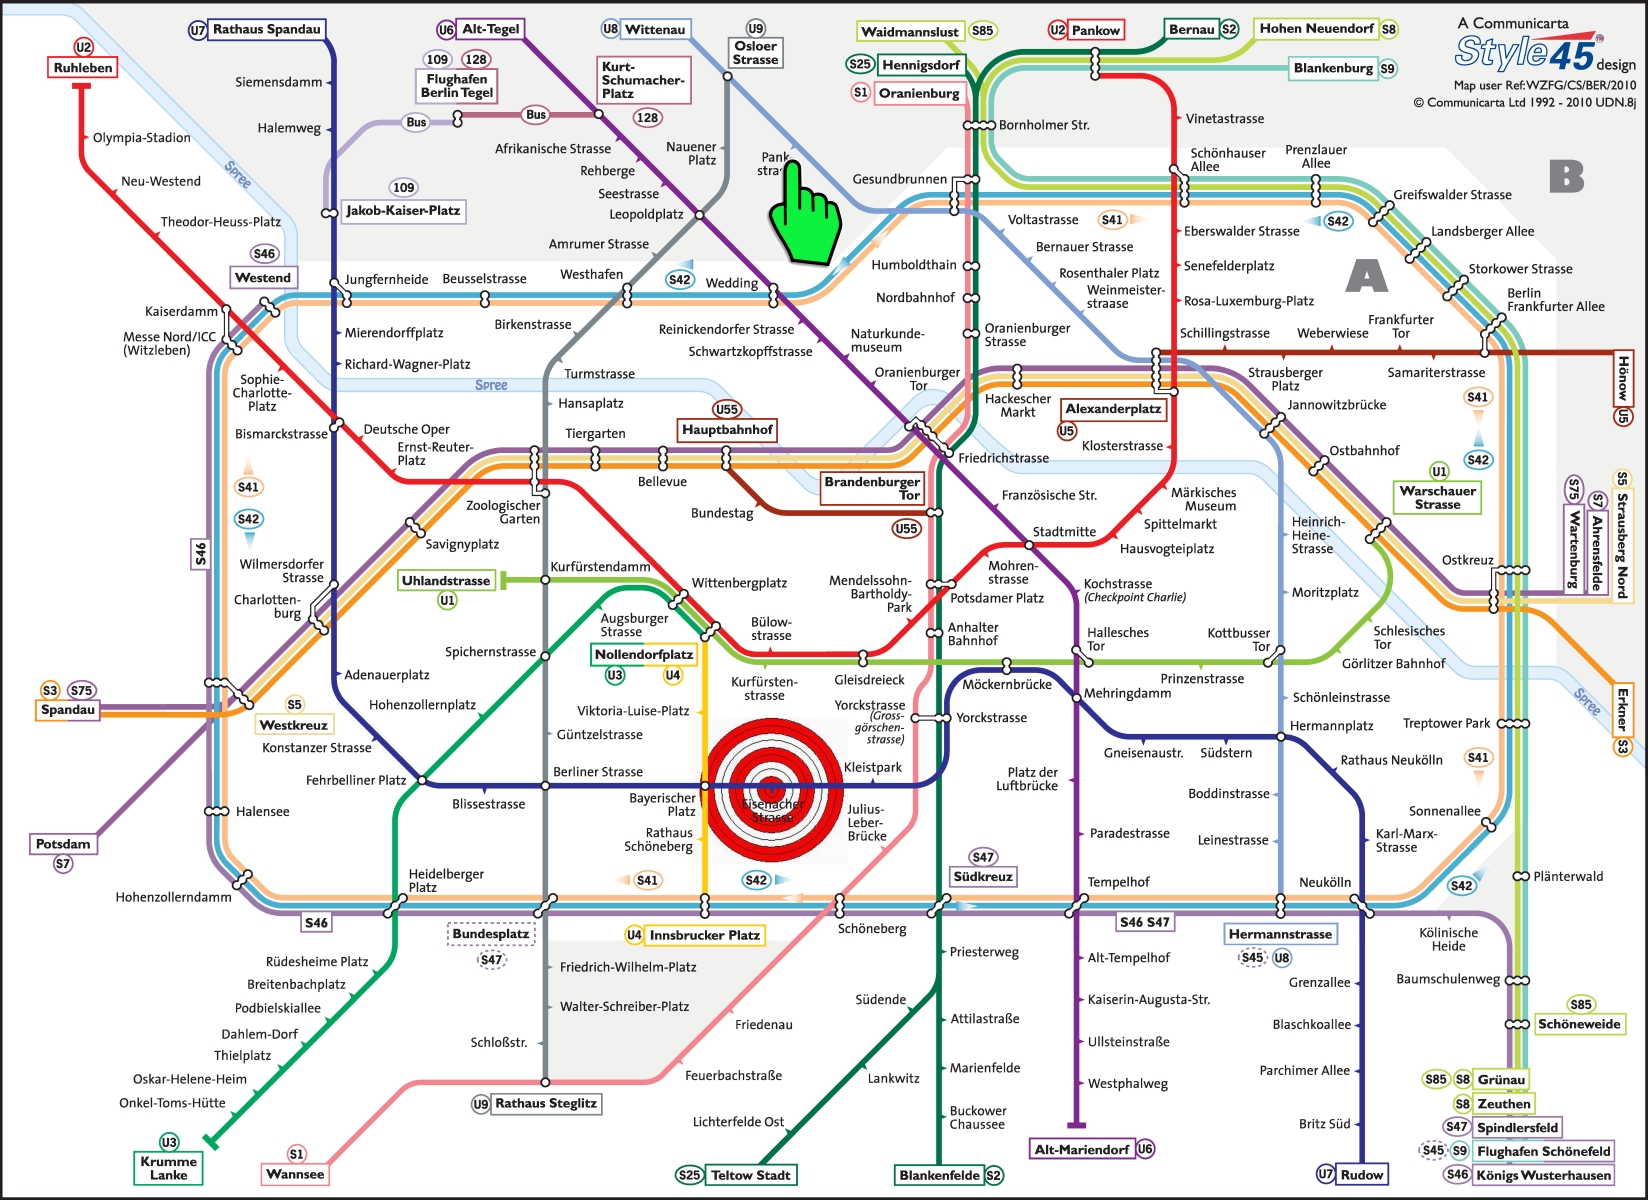 U7 Rathaus Spandau
U6 Alt-Tegel
U8 Wittenau
U9
Osloer
Strasse
Waidmannslust S85
U2 Pankow
Bernau S2
Hohen Neuendorf S8
A Communicarta
Style45™
design
Map user Ref:WZFG/CS/BER/2010
© Communicarta Ltd 1992 - 2010 UDN.8j
U2
Ruhleben
109 128
Flughafen
Berlin Tegel
Kurt-
Schumacher-
Platz
128
S25 Hennigsdorf
S1 Oranienburg
Blankenburg S9
Siemensdamm
Halemweg
Bus
Bus
Olympia-Stadion
Neu-Westend
Theodor-Heuss-Platz
Spree
109
Jakob-Kaiser-Platz
Afrikanische Strasse
Rehberge
Seestrasse
Leopoldplatz
Nauener
Platz
Pank
stras
Bornholmer Str.
Vinetastrasse
Schönhauser
Allee
Prenzlauer
Allee
B
Gesundbrunnen
Greifswalder Strasse
Voltastrasse
S41
S42
Landsberger Allee
Amrumer Strasse
Bernauer Strasse
Eberswalder Strasse
S46
Westend
Jungfernheide
Beusselstrasse
Westhafen
S42
Wedding
Humboldthain
Rosenthaler Platz
Weinmeister-
straase
Senefelderplatz
A
Storkower Strasse
Kaiserdamm
Nordbahnhof
Rosa-Luxemburg-Platz
Berlin
Frankfurter Allee
Messe Nord/ICC
(Witzleben)
Mierendorffplatz
Birkenstrasse
Reinickendorfer Strasse
Schwartzkopffstrasse
Naturkunde-
museum
Oranienburger
Strasse
Schillingstrasse
Weberwiese
Frankfurter
Tor
Richard-Wagner-Platz
Turmstrasse
Oranienburger
Tor
Strausberger
Platz
Samariterstrasse
Hönow U5
Sophie-
Charlotte-
Platz
Spree
Hansaplatz
U55
Hauptbahnhof
Hackescher
Markt
Alexanderplatz
U5
Jannowitzbrücke
S41
Bismarckstrasse
Deutsche Oper
Ernst-Reuter-
Platz
Tiergarten
Klosterstrasse
Ostbahnhof
S42
Friedrichstrasse
S41
Bellevue
Brandenburger
Tor
U55
U1
Warschauer
Strasse
S75 Wartenburg
S7 Ahrensfelde
S5 Strausberg Nord
S42
Zoologischer
Garten
Bundestag
Französische Str.
Märkisches
Museum
Spittelmarkt
Hausvogteiplatz
Stadtmitte
Heinrich-
Heine-
Strasse
S46
Savignyplatz
Wilmersdorfer
Strasse
Uhlandstrasse
U1
Kurfürstendamm
Wittenbergplatz
Mendelssohn-
Bartholdy-
Park
Mohren-
strasse
Potsdamer Platz
Kochstrasse
(Checkpoint Charlie)
Moritzplatz
Ostkreuz
Charlotten-
burg
Augsburger
Strasse
Bülow-
strasse
Anhalter
Bahnhof
Hallesches
Tor
Kottbusser
Tor
Schlesisches
Tor
Görlitzer Bahnhof
Spichernstrasse
Nollendorfplatz
U3 U4
Kurfürsten-
strasse
Gleisdreieck
Möckernbrücke
Prinzenstrasse
Adenauerplatz
Mehringdamm
Schönleinstrasse
Spree
Erkner S3
S3 S75
Spandau
S5
Westkreuz
Hohenzollernplatz
Viktoria-Luise-Platz
Yorckstrasse
(Gross-
görschen-
strasse)
Yorckstrasse
Hermannplatz
Treptower Park
Konstanzer Strasse
Güntzelstrasse
Gneisenaustr.
Südstern
Rathaus Neukölln
S41
Fehrbelliner Platz
Berliner Strasse
Kleistpark
Platz der
Luftbrücke
Boddinstrasse
Blissestrasse
Bayerischer
Platz
Eisenacher
Strasse
Julius-
Leber-
Brücke
Sonnenallee
Halensee
Rathaus
Schöneberg
Paradestrasse
Leinestrasse
Karl-Marx-
Strasse
Potsdam
S7
S47
Südkreuz
Heidelberger
Platz
S41
S42
Tempelhof
Neukölln
S42
Plänterwald
Hohenzollerndamm
S46
Bundesplatz
S47
U4 Innsbrucker Platz
Schöneberg
S46 S47
Hermannstrasse
S45 U8
Kölinische
Heide
Rüdesheime Platz
Breitenbachplatz
Podbielskiallee
Dahlem-Dorf
Thielplatz
Oskar-Helene-Heim
Onkel-Toms-Hütte
Friedrich-Wilhelm-Platz
Walter-Schreiber-Platz
Schloßstr.
Priesterweg
Südende
Attilastraße
Alt-Tempelhof
Kaiserin-Augusta-Str.
Ullsteinstraße
Westphalweg
Grenzallee
Blaschkoallee
Parchimer Allee
Britz Süd
Baumschulenweg
S85
Schöneweide
Friedenau
Feuerbachstraße
Lankwitz
Marienfelde
Lichterfelde Ost
Buckower
Chaussee
U9 Rathaus Steglitz
U3
Krumme
Lanke
S1
Wannsee
S25 Teltow Stadt
Blankenfelde S2
Alt-Mariendorf U6
U7 Rudow
S85 S8 Grünau
S8 Zeuthen
S47 Spindlersfeld
S45 S9 Flughafen Schönefeld
S46 Königs Wusterhausen